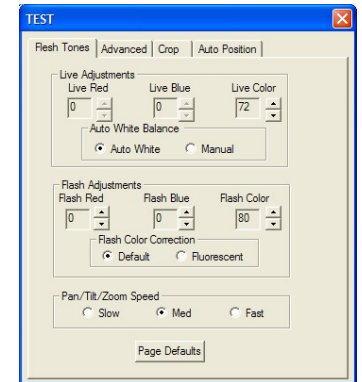 TEST
Flesh Tones Advanced Crop Auto Position
Live Adjustments
Live Red Live Blue Live Color
0 0 72
Auto White Balance
Auto White Manual
Flash Adjustments
Flash Red Flash Blue Flash Color
0 0 80
Flash Color Correction
Default Fluorescent
Pan/Tilt/Zoom Speed
Slow Med Fast
Page Defaults